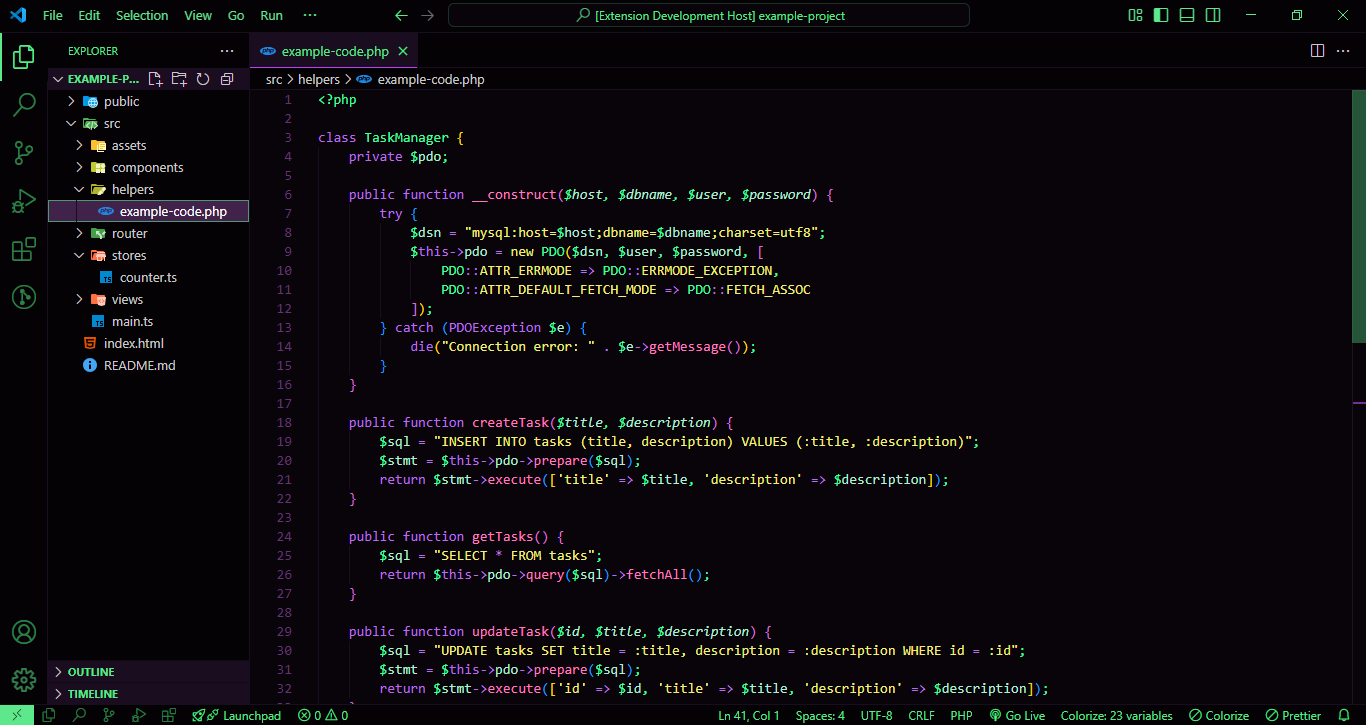 File Edit Selection View Go Run ··· [Extension Development Host] example-project
EXPLORER ···
EXAMPLE-P...
public
src
assets
components
helpers
example-code.php
router
stores
TS counter.ts
views
TS main.ts
index.html
README.md
OUTLINE
TIMELINE
php example-code.php
src > helpers > php example-code.php
1 <?php
2
3 class TaskManager {
4 private $pdo;
5
6 public function __construct($host, $dbname, $user, $password) {
7 try {
8 $dsn = "mysql:host=$host;dbname=$dbname;charset=utf8";
9 $this->pdo = new PDO($dsn, $user, $password, [
10 PDO::ATTR_ERRMODE => PDO::ERRMODE_EXCEPTION,
11 PDO::ATTR_DEFAULT_FETCH_MODE => PDO::FETCH_ASSOC
12 ]);
13 } catch (PDOException $e) {
14 die("Connection error: " . $e->getMessage());
15 }
16 }
17
18 public function createTask($title, $description) {
19 $sql = "INSERT INTO tasks (title, description) VALUES (:title, :description)";
20 $stmt = $this->pdo->prepare($sql);
21 return $stmt->execute(['title' => $title, 'description' => $description]);
22 }
23
24 public function getTasks() {
25 $sql = "SELECT * FROM tasks";
26 return $this->pdo->query($sql)->fetchAll();
27 }
28
29 public function updateTask($id, $title, $description) {
30 $sql = "UPDATE tasks SET title = :title, description = :description WHERE id = :id";
31 $stmt = $this->pdo->prepare($sql);
32 return $stmt->execute(['id' => $id, 'title' => $title, 'description' => $description]);
Launchpad 0 0 Ln 41, Col 1 Spaces: 4 UTF-8 CRLF PHP Go Live Colorize: 23 variables Colorize Prettier